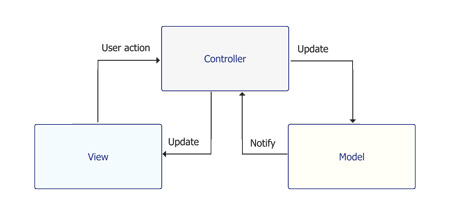 User action
Controller
Update
View
Update
Notify
Model